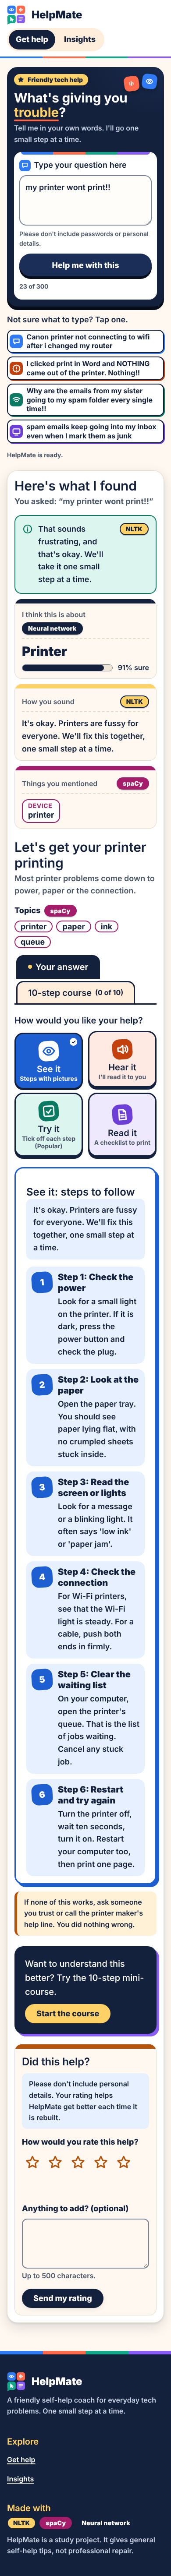 HelpMate
Get help
Insights
Friendly tech help
What's giving you
trouble?
Tell me in your own words. I'll go one
small step at a time.
Type your question here
my printer wont print!!
Please don't include passwords or personal
details.
Help me with this
23 of 300
Not sure what to type? Tap one.
Canon printer not connecting to wifi
after i changed my router
I clicked print in Word and NOTHING
came out of the printer. Nothing!!
Why are the emails from my sister
going to my spam folder every single
time!!
spam emails keep going into my inbox
even when I mark them as junk
HelpMate is ready.
Here's what I found
You asked: "my printer wont print!!"
That sounds
frustrating, and
that's okay. We'll
take it one small
step at a time.
NLTK
I think this is about
Neural network
Printer
91% sure
How you sound
NLTK
It's okay. Printers are fussy for
everyone. We'll fix this together,
one small step at a time.
Things you mentioned
spaCy
DEVICE
printer
Let's get your printer
printing
Most printer problems come down to
power, paper or the connection.
Topics
spaCy
printer
paper
ink
queue
Your answer
10-step course (0 of 10)
How would you like your help?
See it
Steps with pictures
Hear it
I'll read it to you
Try it
Tick off each step
(Popular)
Read it
A checklist to print
See it: steps to follow
It's okay. Printers are fussy
for everyone. We'll fix this
together, one small step at
a time.
1
Step 1: Check the
power
Look for a small light
on the printer. If it is
dark, press the
power button and
check the plug.
2
Step 2: Look at the
paper
Open the paper tray.
You should see
paper lying flat, with
no crumpled sheets
stuck inside.
3
Step 3: Read the
screen or lights
Look for a message
or a blinking light. It
often says 'low ink'
or 'paper jam'.
4
Step 4: Check the
connection
For Wi-Fi printers,
see that the Wi-Fi
light is steady. For a
cable, push both
ends in firmly.
5
Step 5: Clear the
waiting list
On your computer,
open the printer's
queue. That is the list
of jobs waiting.
Cancel any stuck
job.
6
Step 6: Restart
and try again
Turn the printer off,
wait ten seconds,
turn it on. Restart
your computer too,
then print one page.
If none of this works, ask someone
you trust or call the printer maker's
help line. You did nothing wrong.
Want to understand this
better? Try the 10-step mini-
course.
Start the course
Did this help?
Please don't include personal
details. Your rating helps
HelpMate get better each time it
is rebuilt.
How would you rate this help?
Anything to add? (optional)
Up to 500 characters.
Send my rating
HelpMate
A friendly self-help coach for everyday tech
problems. One small step at a time.
Explore
Get help
Insights
Made with
NLTK
spaCy
Neural network
HelpMate is a study project. It gives general
self-help tips, not professional repair.